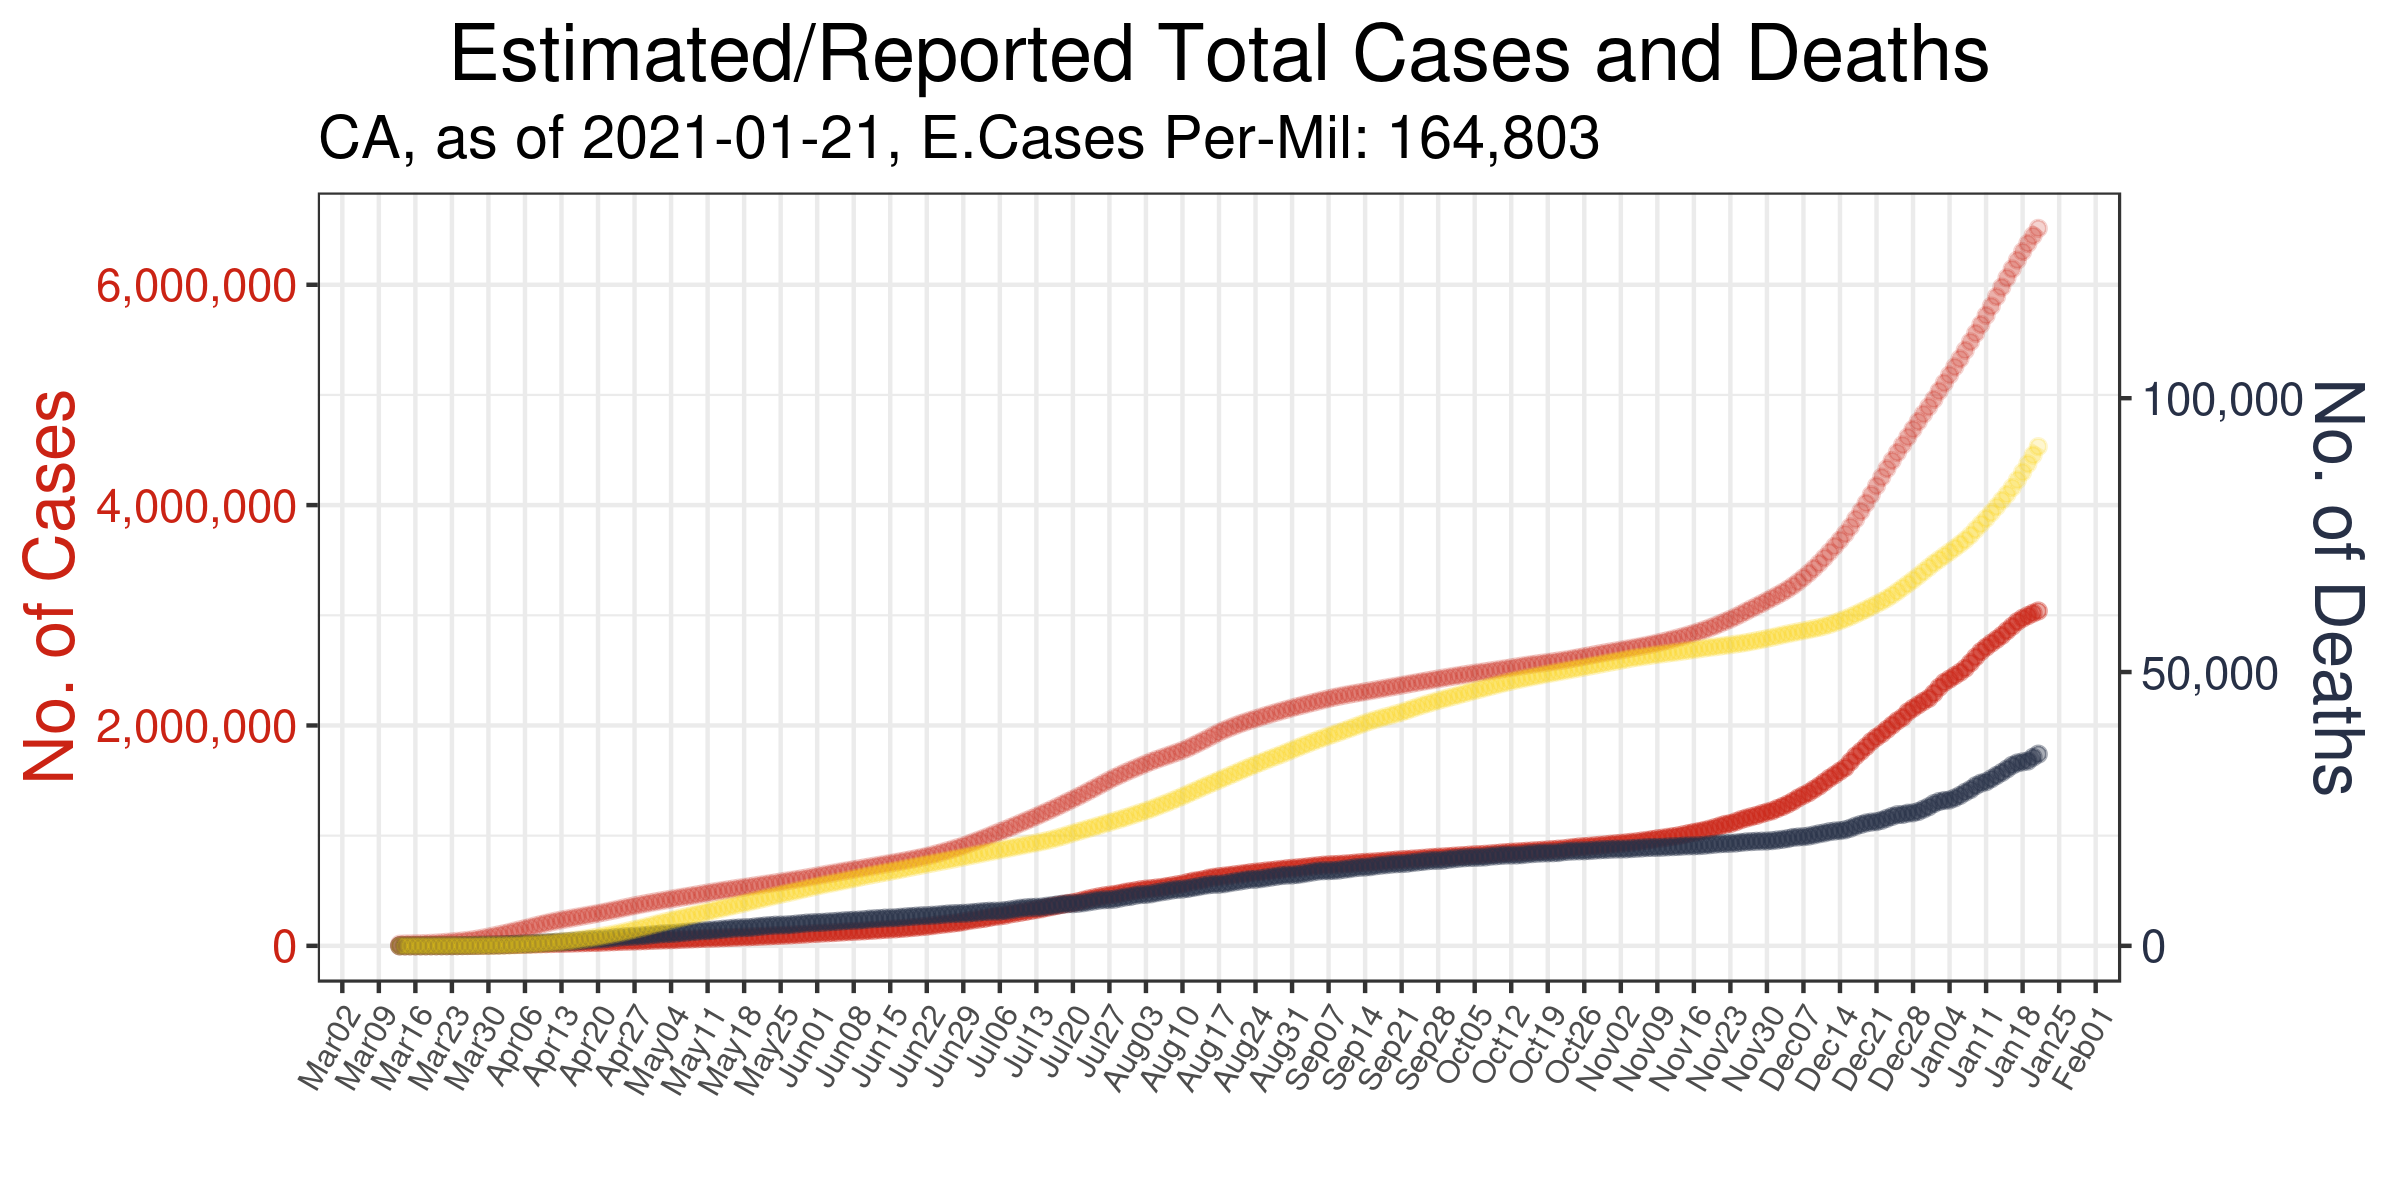 Estimated/Reported Total Cases and Deaths
CA, as of 2021-01-21, E.Cases Per-Mil: 164,803
No. of Cases
6,000,000
4,000,000
2,000,000
0
100,000
50,000
0
No. of Deaths
Mar02
Mar09
Mar16
Mar23
Mar30
Apr06
Apr13
Apr20
Apr27
May04
May11
May18
May25
Jun01
Jun08
Jun15
Jun22
Jun29
Jul06
Jul13
Jul20
Jul27
Aug03
Aug10
Aug17
Aug24
Aug31
Sep07
Sep14
Sep21
Sep28
Oct05
Oct12
Oct19
Oct26
Nov02
Nov09
Nov16
Nov23
Nov30
Dec07
Dec14
Dec21
Dec28
Jan04
Jan11
Jan18
Jan25
Feb01